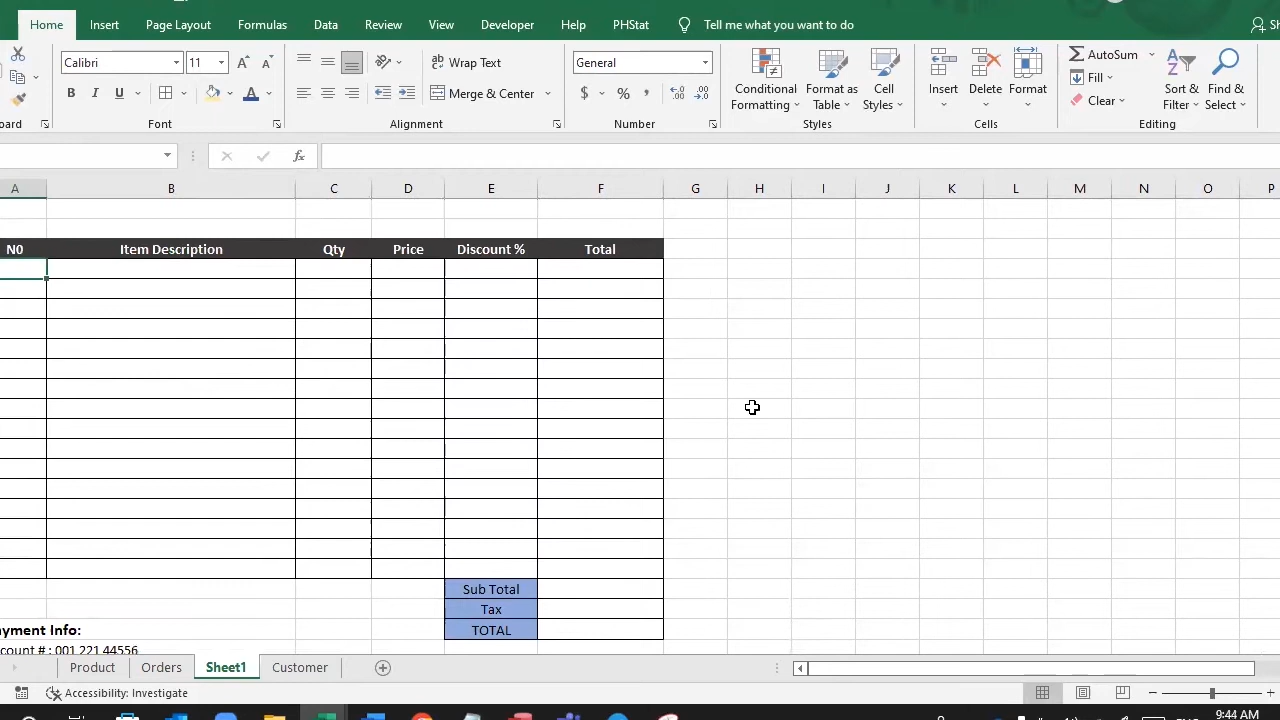 Home Insert Page Layout Formulas Data Review View Developer Help PHStat Tell me what you want to do
Calibri 11 Wrap Text General AutoSum
Conditional Formatting Format as Table Cell Styles Insert Delete Format Fill Sort & Filter Find & Select
B I U Merge & Center $ % , Clear
Font Alignment Number Styles Cells Editing
fx
A B C D E F G H I J K L M N O P
N0 Item Description Qty Price Discount % Total
Sub Total
Tax
TOTAL
ayment Info:
count # : 001 221 44556
Product Orders Sheet1 Customer
Accessibility: Investigate
9:44 AM